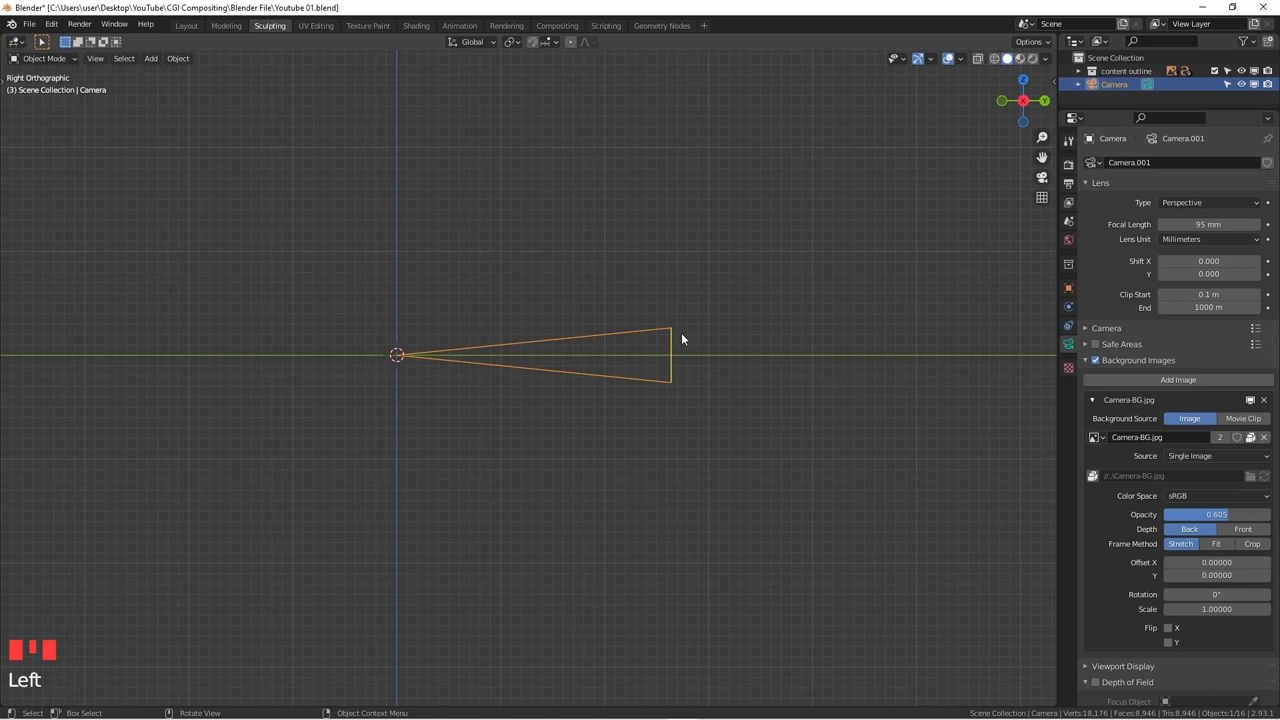 Blender* [C:\Users\user\Desktop\YouTube\CGI Compositing\Blender File\Youtube 01.blend]
File Edit Render Window Help Layout Modeling Sculpting UV Editing Texture Paint Shading Animation Rendering Compositing Scripting Geometry Nodes + Scene View Layer
Global Options
Object Mode View Select Add Object
Right Orthographic
(3) Scene Collection | Camera
Z
X
Y
Scene Collection
content outline
Camera
Camera Camera.001
Camera.001
Lens
Type Perspective
Focal Length 95 mm
Lens Unit Millimeters
Shift X 0.000
Y 0.000
Clip Start 0.1 m
End 1000 m
Camera
Safe Areas
Background Images
Add Image
Camera-BG.jpg
Background Source Image Movie Clip
Camera-BG.jpg 2
Source Single Image
//..\Camera-BG.jpg
Color Space sRGB
Opacity 0.605
Depth Back Front
Frame Method Stretch Fit Crop
Offset X 0.00000
Y 0.00000
Rotation 0°
Scale 1.00000
Flip X
Y
Viewport Display
Depth of Field
Focus Object
Left
Select Box Select Rotate View Object Context Menu Scene Collection | Camera | Verts:18,176 | Faces:8,946 | Tris:8,946 | Objects:1/16 | 2.93.1